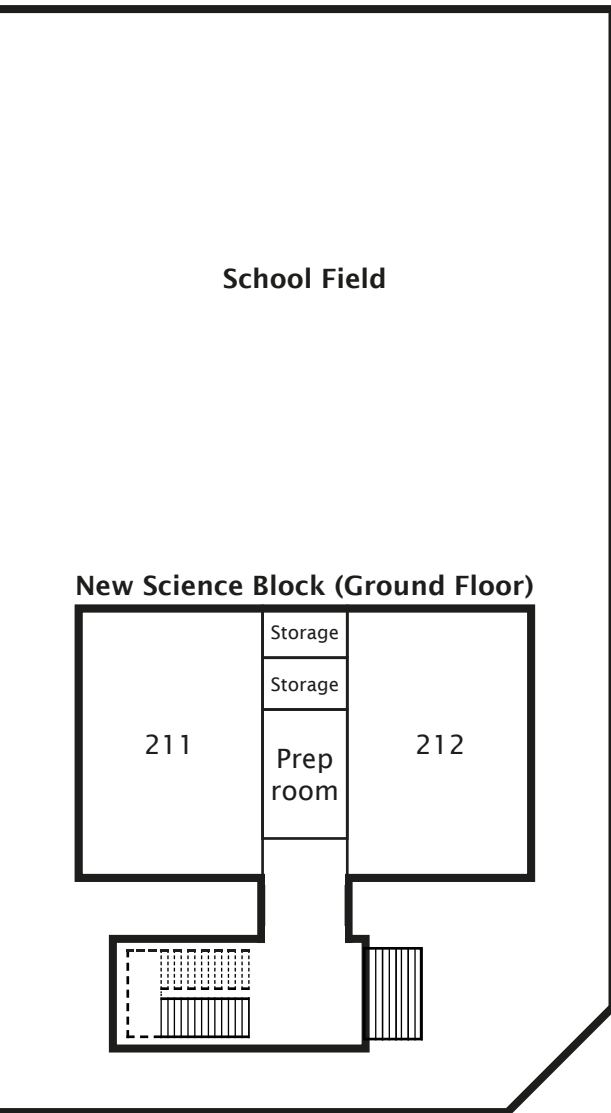 School Field
New Science Block (Ground Floor)
Storage
Storage
211
Prep
room
212